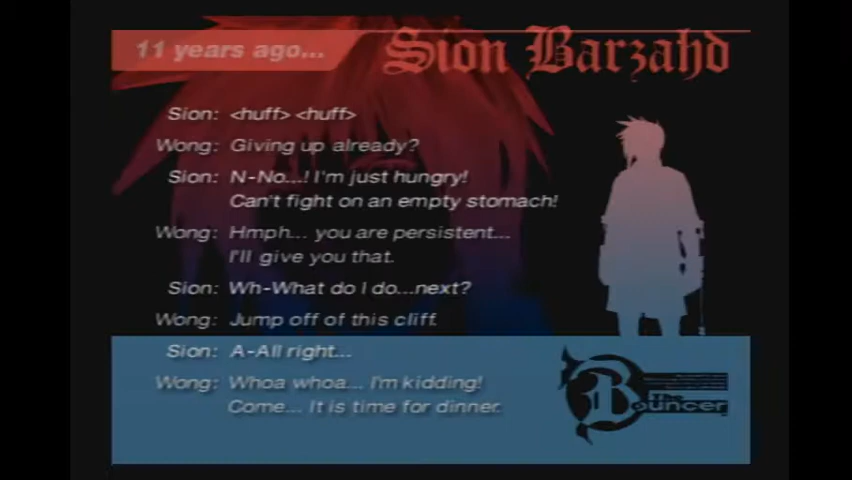 11 years ago...
Sion Barzahd
Sion: <huff> <huff>
Wong: Giving up already?
Sion: N-No...! I'm just hungry!
Can't fight on an empty stomach!
Wong: Hmph... you are persistent...
I'll give you that.
Sion: Wh-What do I do...next?
Wong: Jump off of this cliff.
Sion: A-All right...
Wong: Whoa whoa... I'm kidding!
Come... It is time for dinner.
The
Bouncer